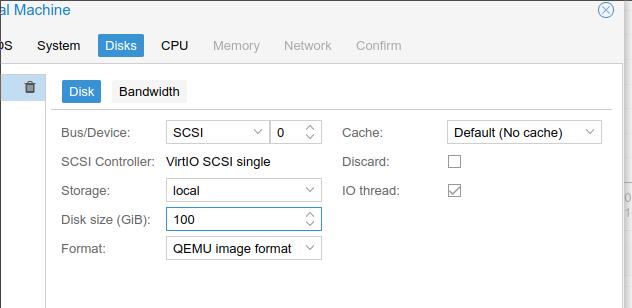 al Machine
OS System Disks CPU Memory Network Confirm
Disk Bandwidth
Bus/Device: SCSI 0 Cache: Default (No cache)
SCSI Controller: VirtIO SCSI single Discard:
Storage: local IO thread:
Disk size (GiB): 100
Format: QEMU image format